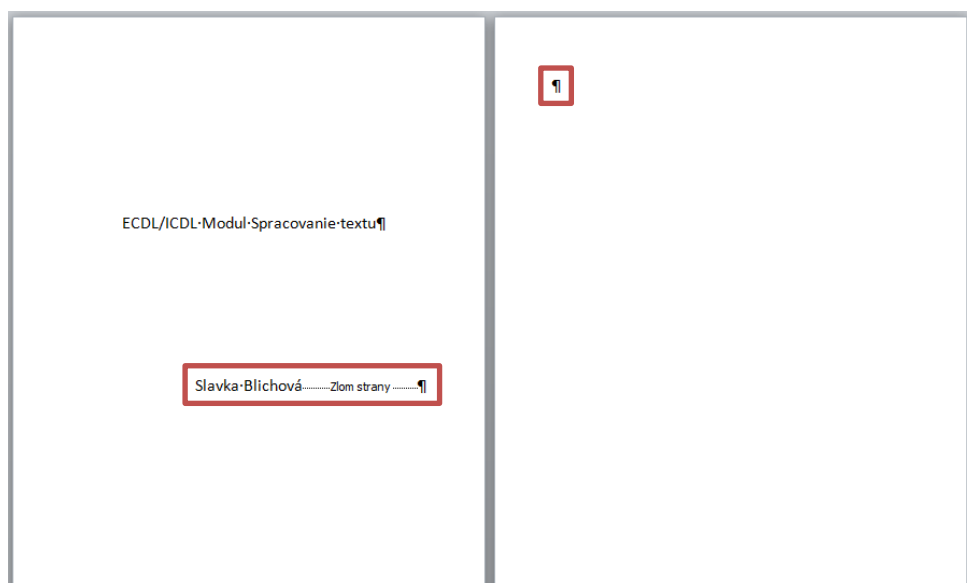 ECDL/ICDL·Modul·Spracovanie·textu¶
Slavka·Blichová..........Zlom strany..........¶
¶